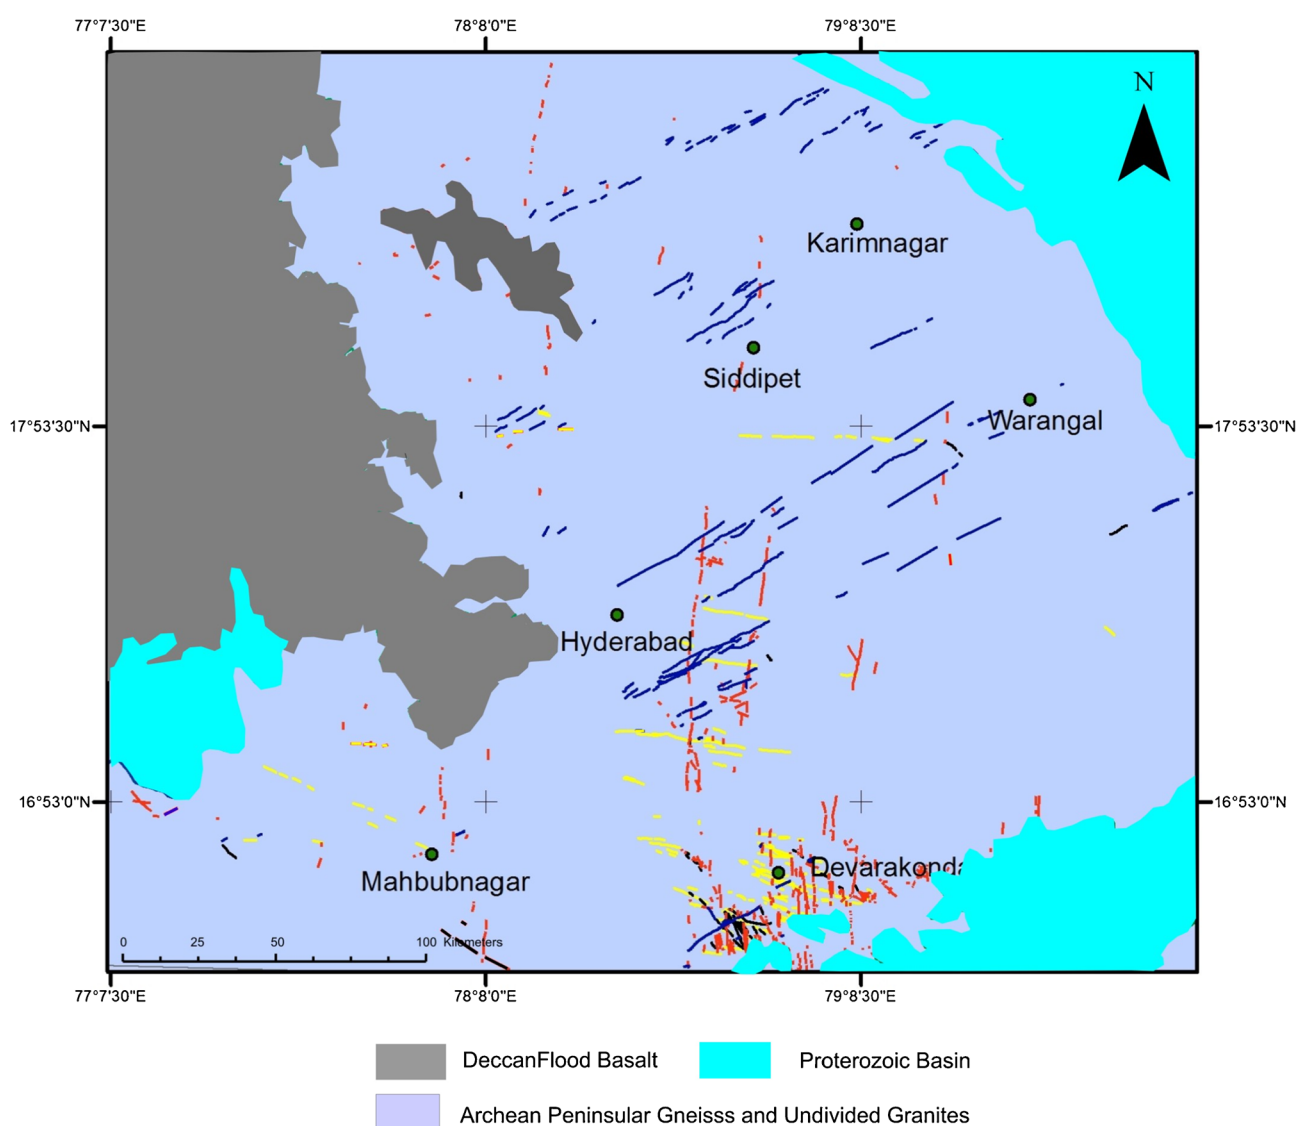 77°7'30"E 78°8'0"E 79°8'30"E
N
Karimnagar
Siddipet
17°53'30"N Warangal 17°53'30"N
Hyderabad
16°53'0"N 16°53'0"N
Devarakonda
Mahbubnagar
0 25 50 100 Kilometers
77°7'30"E 78°8'0"E 79°8'30"E
DeccanFlood Basalt Proterozoic Basin
Archean Peninsular Gneisss and Undivided Granites